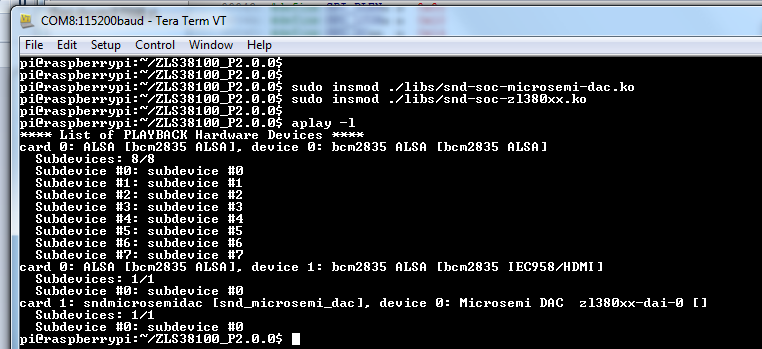 COM8:115200baud - Tera Term VT
File Edit Setup Control Window Help
pi@raspberrypi:~/ZLS38100_P2.0.0$
pi@raspberrypi:~/ZLS38100_P2.0.0$
pi@raspberrypi:~/ZLS38100_P2.0.0$ sudo insmod ./libs/snd-soc-microsemi-dac.ko
pi@raspberrypi:~/ZLS38100_P2.0.0$ sudo insmod ./libs/snd-soc-zl380xx.ko
pi@raspberrypi:~/ZLS38100_P2.0.0$
pi@raspberrypi:~/ZLS38100_P2.0.0$ aplay -l
**** List of PLAYBACK Hardware Devices ****
card 0: ALSA [bcm2835 ALSA], device 0: bcm2835 ALSA [bcm2835 ALSA]
  Subdevices: 8/8
  Subdevice #0: subdevice #0
  Subdevice #1: subdevice #1
  Subdevice #2: subdevice #2
  Subdevice #3: subdevice #3
  Subdevice #4: subdevice #4
  Subdevice #5: subdevice #5
  Subdevice #6: subdevice #6
  Subdevice #7: subdevice #7
card 0: ALSA [bcm2835 ALSA], device 1: bcm2835 ALSA [bcm2835 IEC958/HDMI]
  Subdevices: 1/1
  Subdevice #0: subdevice #0
card 1: sndmicrosemidac [snd_microsemi_dac], device 0: Microsemi DAC  zl380xx-dai-0 []
  Subdevices: 1/1
  Subdevice #0: subdevice #0
pi@raspberrypi:~/ZLS38100_P2.0.0$